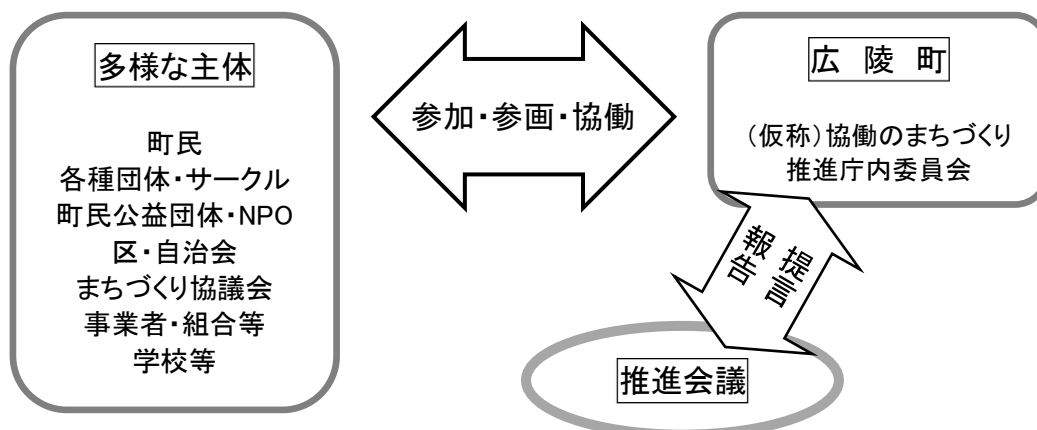 多様な主体
町民
各種団体・サークル
町民公益団体・NPO
区・自治会
まちづくり協議会
事業者・組合等
学校等
参加・参画・協働
広　陵　町
（仮称）協働のまちづくり
推進庁内委員会
提言
報告
推進会議